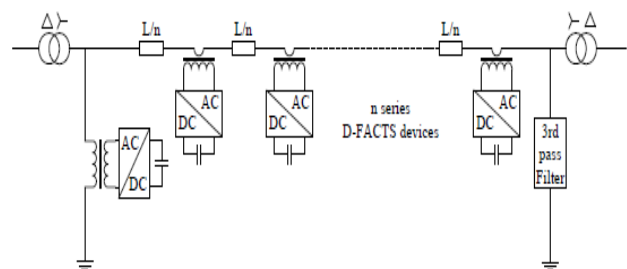 Δ Y
L/n
L/n
L/n
Y Δ
AC
DC
AC
DC
n series
D-FACTS devices
AC
DC
3rd
pass
Filter
AC
DC